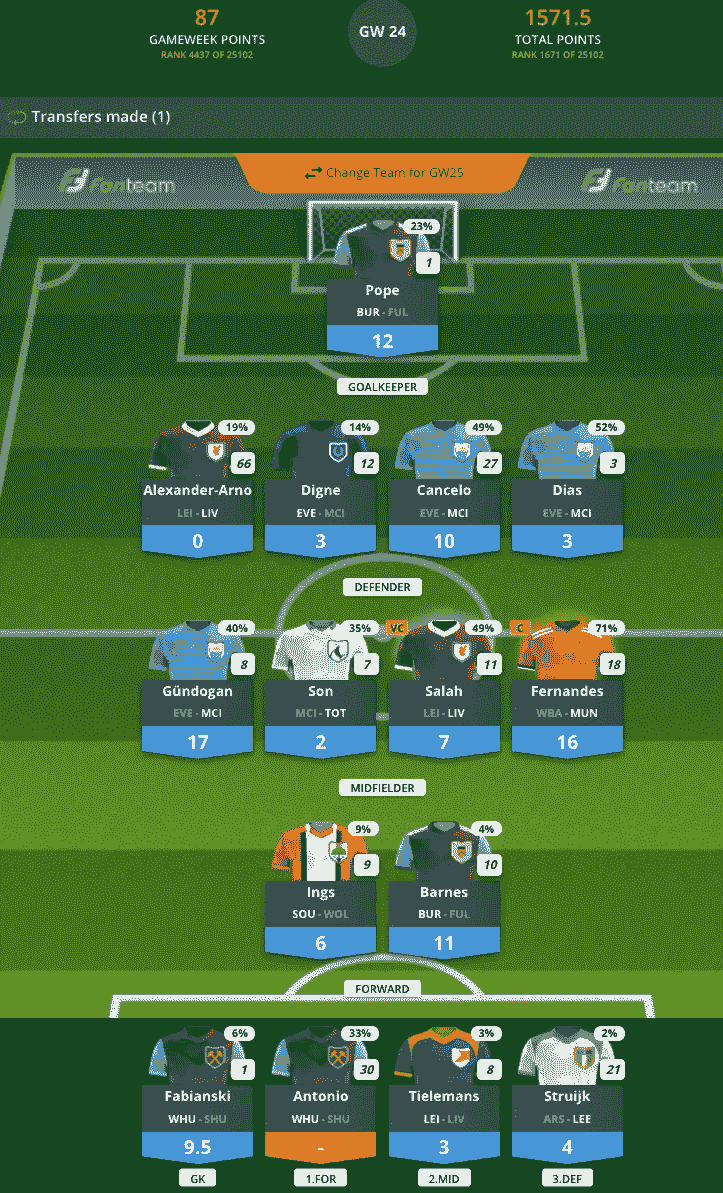 87
GAMEWEEK POINTS
RANK 4437 OF 25102
GW 24
1571.5
TOTAL POINTS
RANK 1671 OF 25102
Transfers made (1)
Fanteam
Change Team for GW25
Fanteam
23%
1
Pope
BUR - FUL
12
GOALKEEPER
19% 14% 49% 52%
66 12 27 3
Alexander-Arno Digne Cancelo Dias
LEI - LIV EVE - MCI EVE - MCI EVE - MCI
0 3 10 3
DEFENDER
40% 35% VC 49% C 71%
8 7 11 18
Gündogan Son Salah Fernandes
EVE - MCI MCI - TOT LEI - LIV WBA - MUN
17 2 7 16
MIDFIELDER
9% 4%
9 10
Ings Barnes
SOU - WOL BUR - FUL
6 11
FORWARD
6% 33% 3% 2%
1 30 8 21
Fabianski Antonio Tielemans Struijk
WHU - SHU WHU - SHU LEI - LIV ARS - LEE
9.5 - 3 4
GK 1.FOR 2.MID 3.DEF